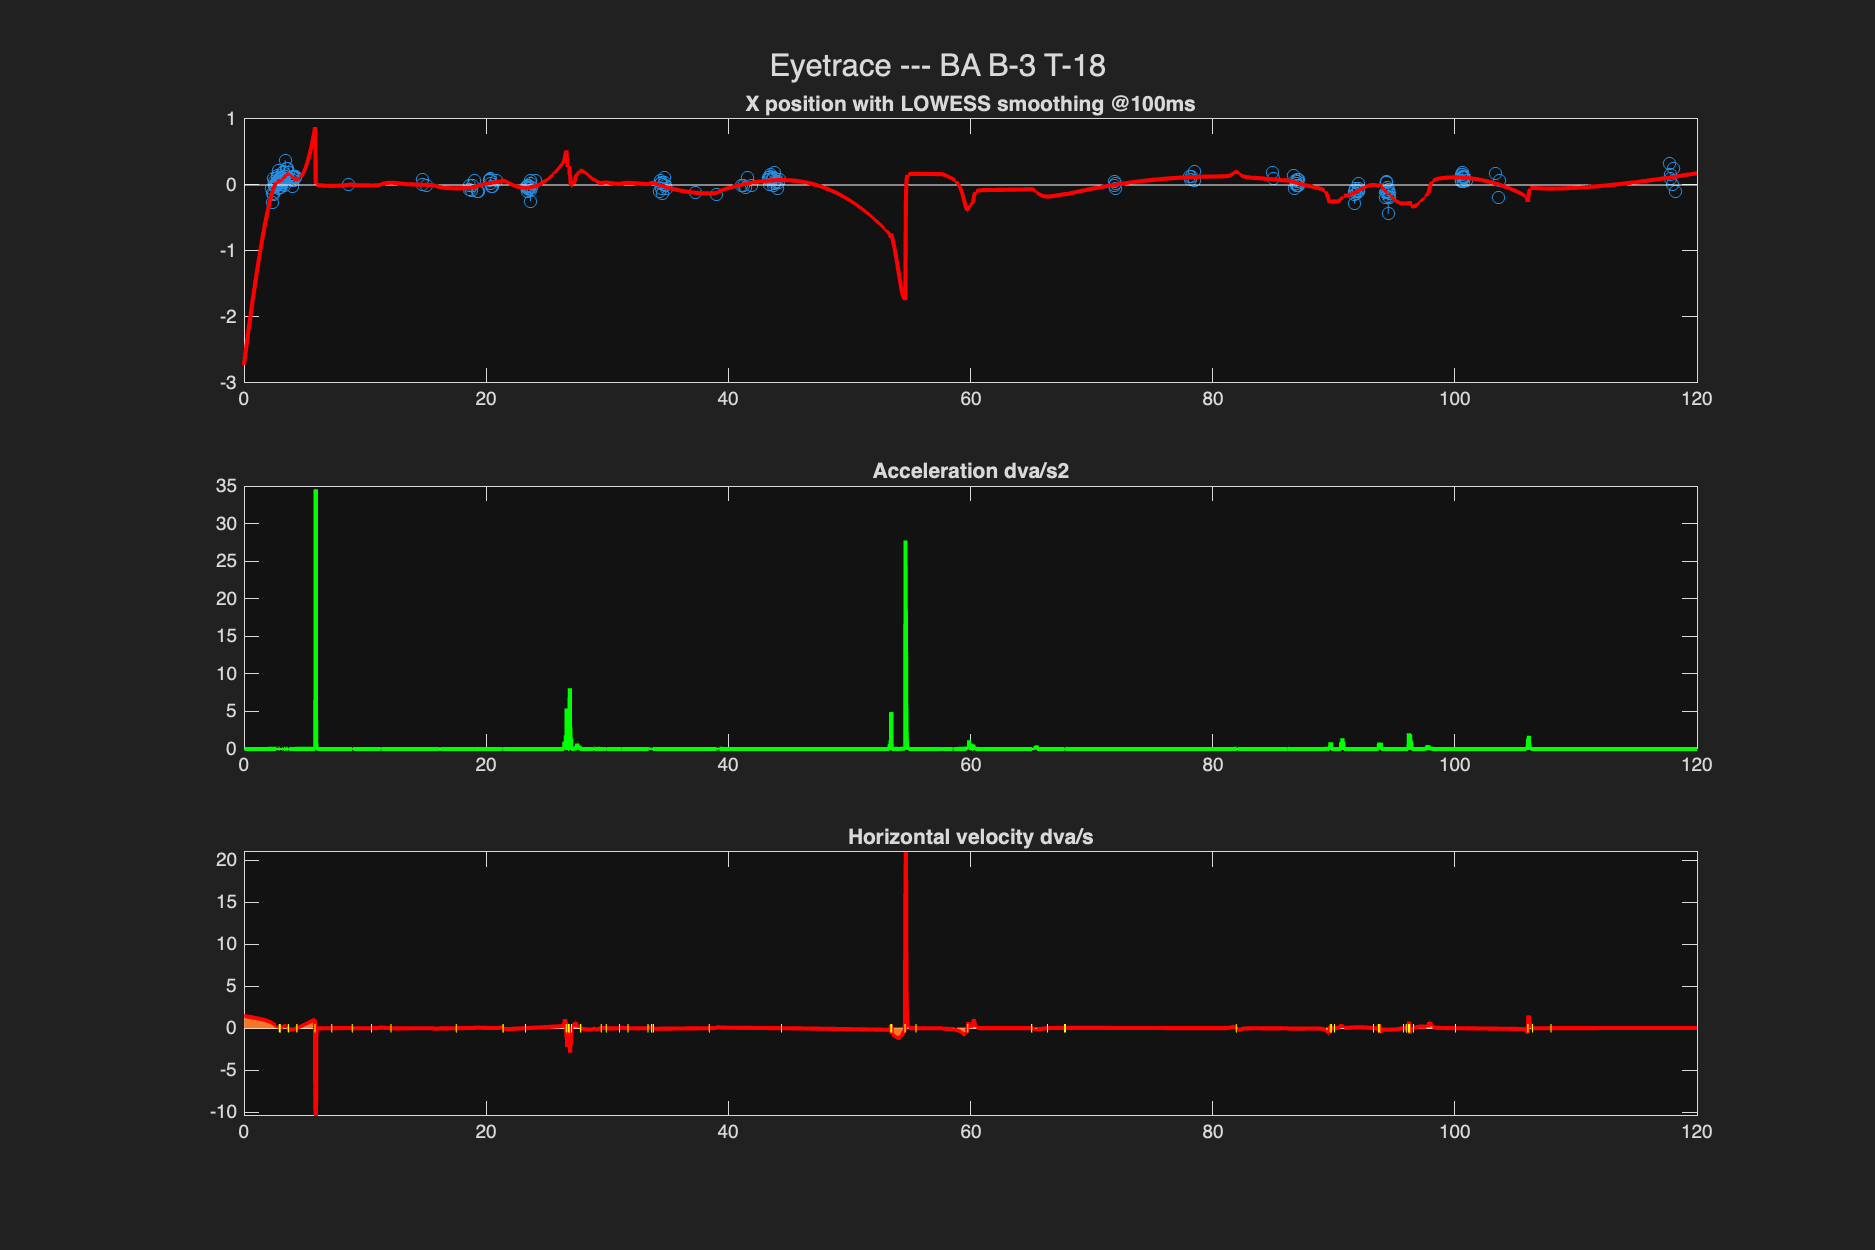 Eyetrace --- BA B-3 T-18
X position with LOWESS smoothing @100ms
1
0
-1
-2
-3
0 20 40 60 80 100 120
Acceleration dva/s2
35
30
25
20
15
10
5
0
0 20 40 60 80 100 120
Horizontal velocity dva/s
20
15
10
5
0
-5
-10
0 20 40 60 80 100 120